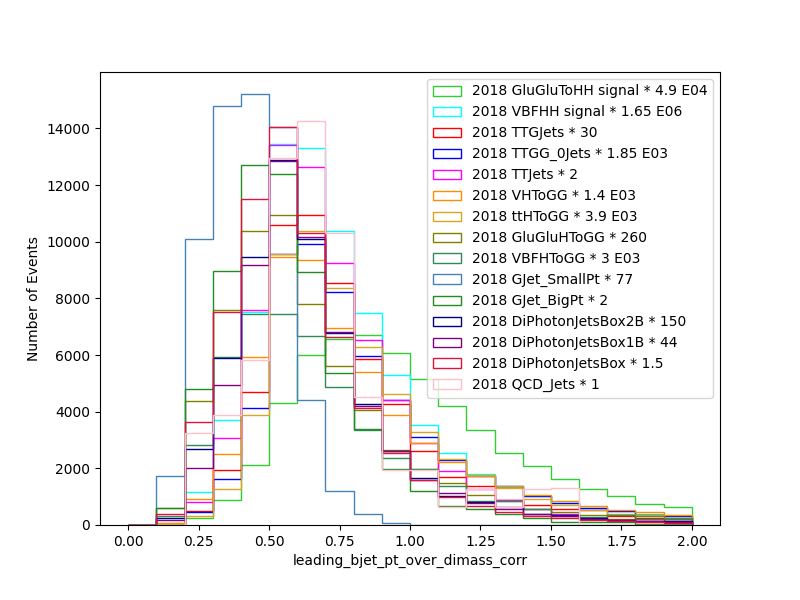 2018 GluGluToHH signal * 4.9 E04
2018 VBFHH signal * 1.65 E06
2018 TTGJets * 30
2018 TTGG_0Jets * 1.85 E03
2018 TTJets * 2
2018 VHToGG * 1.4 E03
2018 ttHToGG * 3.9 E03
2018 GluGluHToGG * 260
2018 VBFHToGG * 3 E03
2018 GJet_SmallPt * 77
2018 GJet_BigPt * 2
2018 DiPhotonJetsBox2B * 150
2018 DiPhotonJetsBox1B * 44
2018 DiPhotonJetsBox * 1.5
2018 QCD_Jets * 1
Number of Events
14000
12000
10000
8000
6000
4000
2000
0
0.00 0.25 0.50 0.75 1.00 1.25 1.50 1.75 2.00
leading_bjet_pt_over_dimass_corr